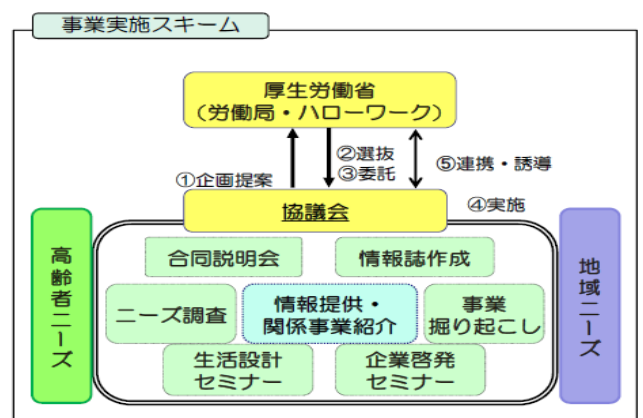 事業実施スキーム
厚生労働省
(労働局・ハローワーク)
①企画提案
②選抜
③委託
⑤連携・誘導
協議会
④実施
高齢者ニーズ
地域ニーズ
合同説明会
情報誌作成
ニーズ調査
情報提供・
関係事業紹介
事業
掘り起こし
生活設計
セミナー
企業啓発
セミナー